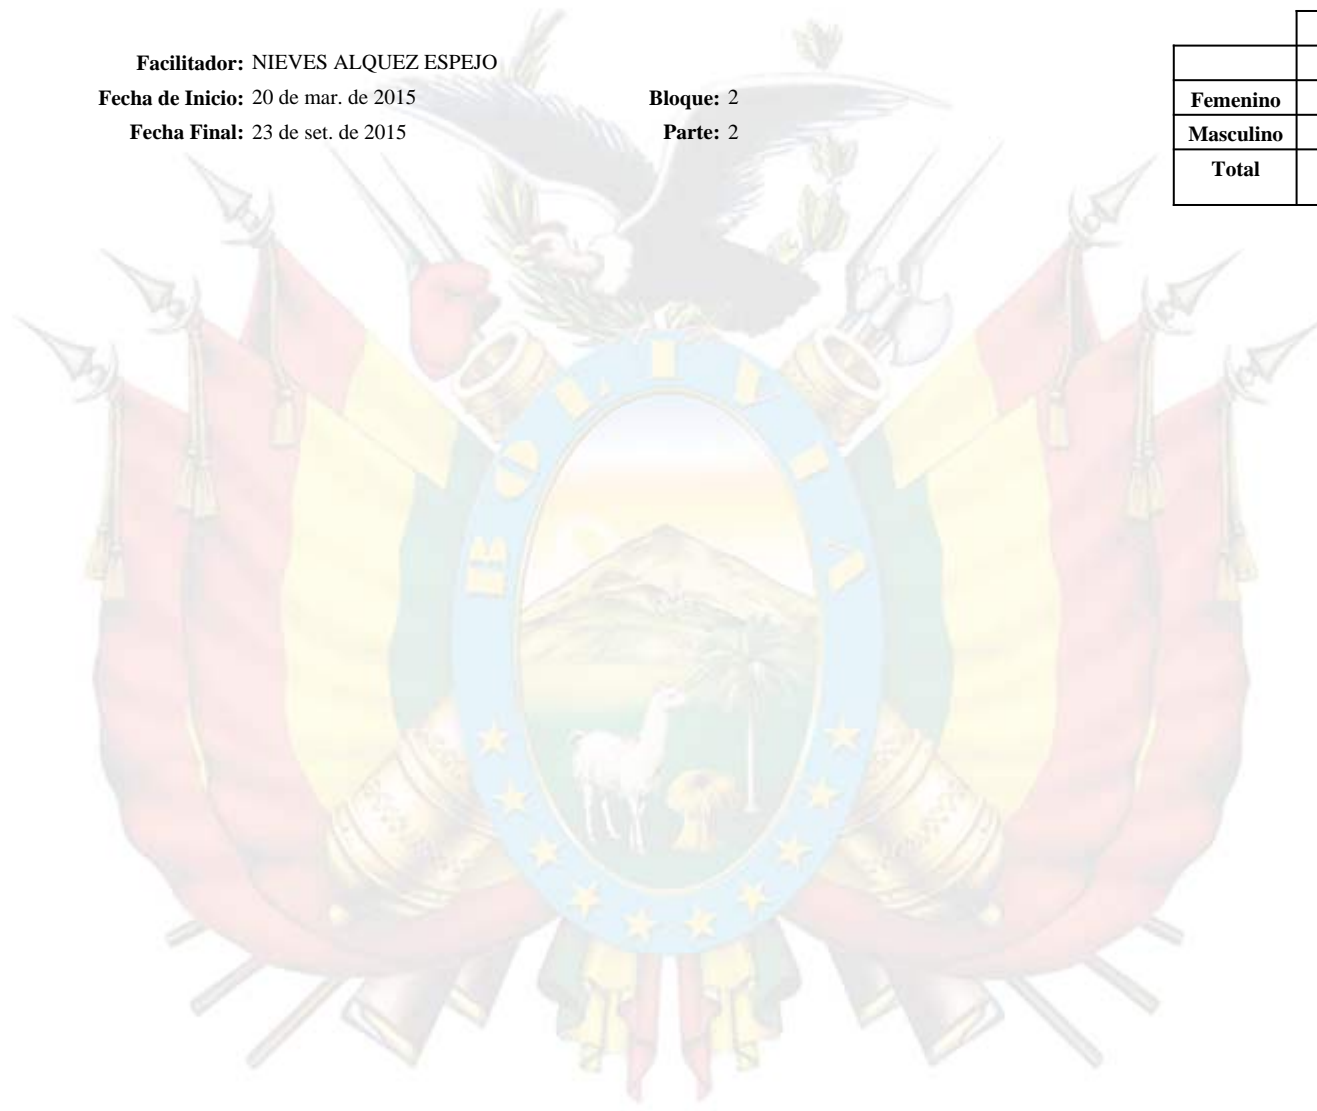 Facilitador: NIEVES ALQUEZ ESPEJO
Fecha de Inicio: 20 de mar. de 2015 Bloque: 2
Fecha Final: 23 de set. de 2015 Parte: 2
Femenino
Masculino
Total
BOLIVIA